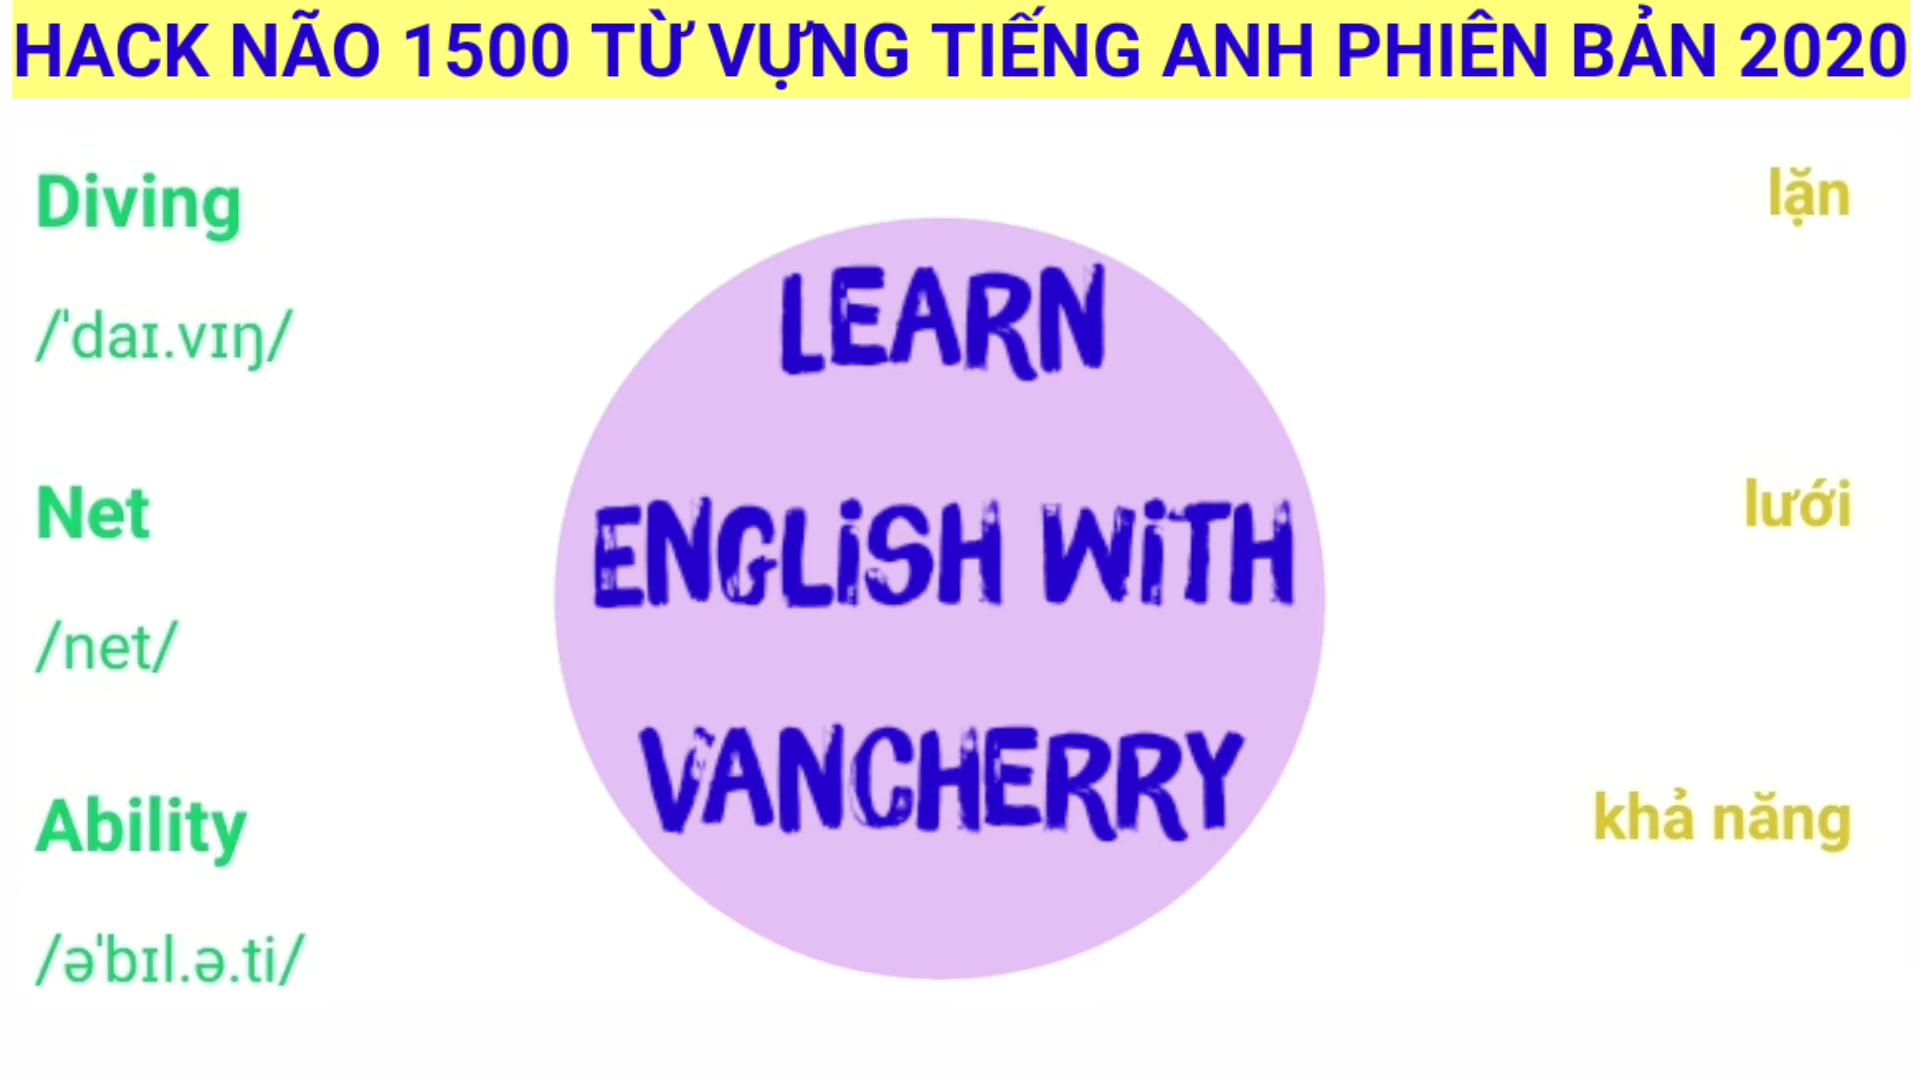 HACK NÃO 1500 TỪ VỰNG TIẾNG ANH PHIÊN BẢN 2020
Diving
lặn
/ˈdaɪ.vɪŋ/
Net
lưới
/net/
Ability
khả năng
/əˈbɪl.ə.ti/
LEARN
ENGLiSH WiTH
VANCHERRY